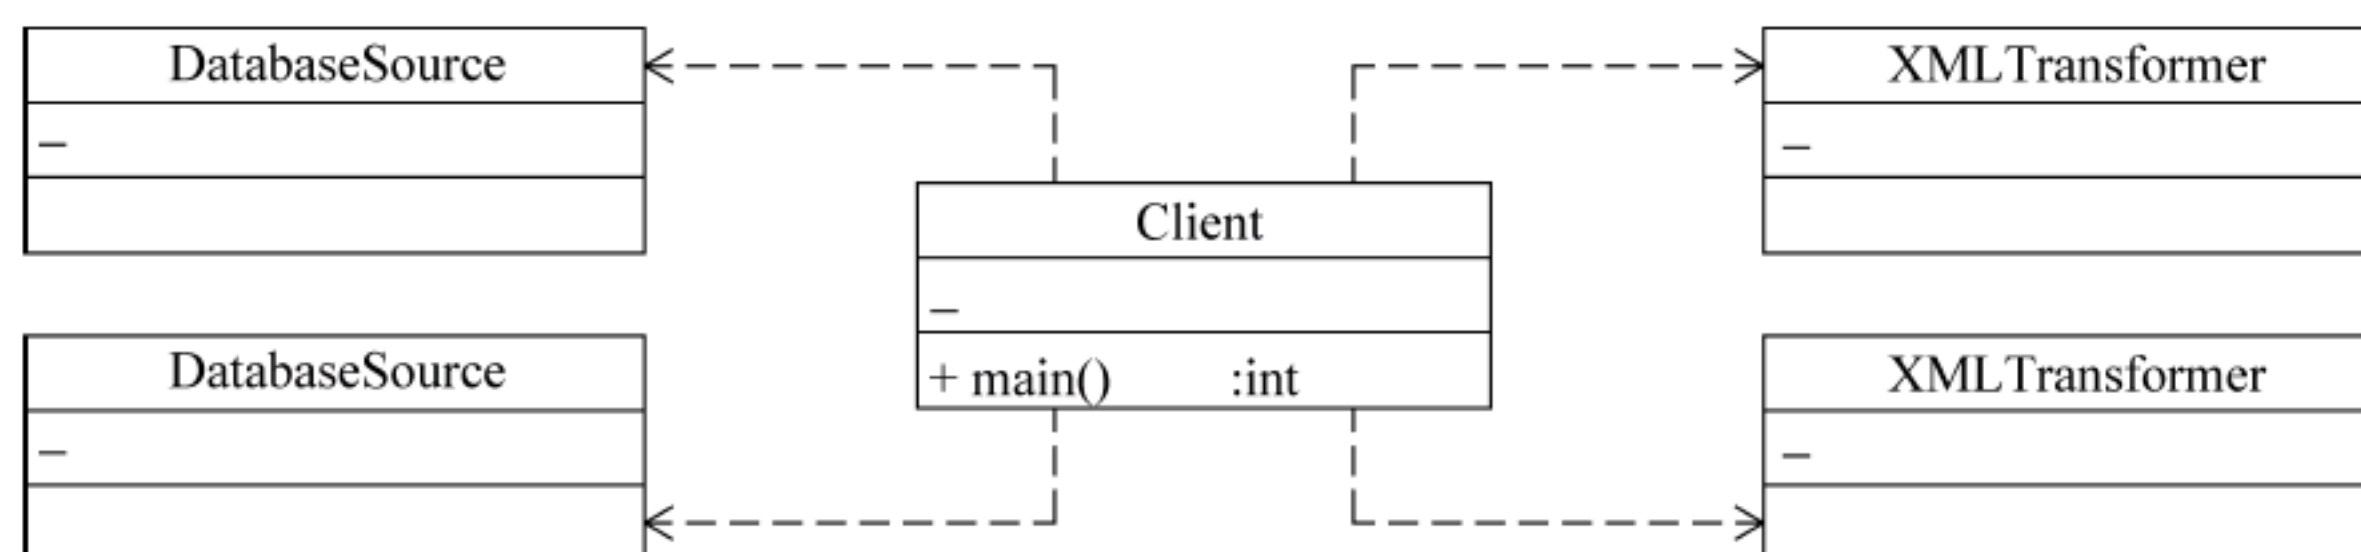 DatabaseSource
XMLTransformer
–
–
Client
–
+ main() :int
DatabaseSource
XMLTransformer
–
–